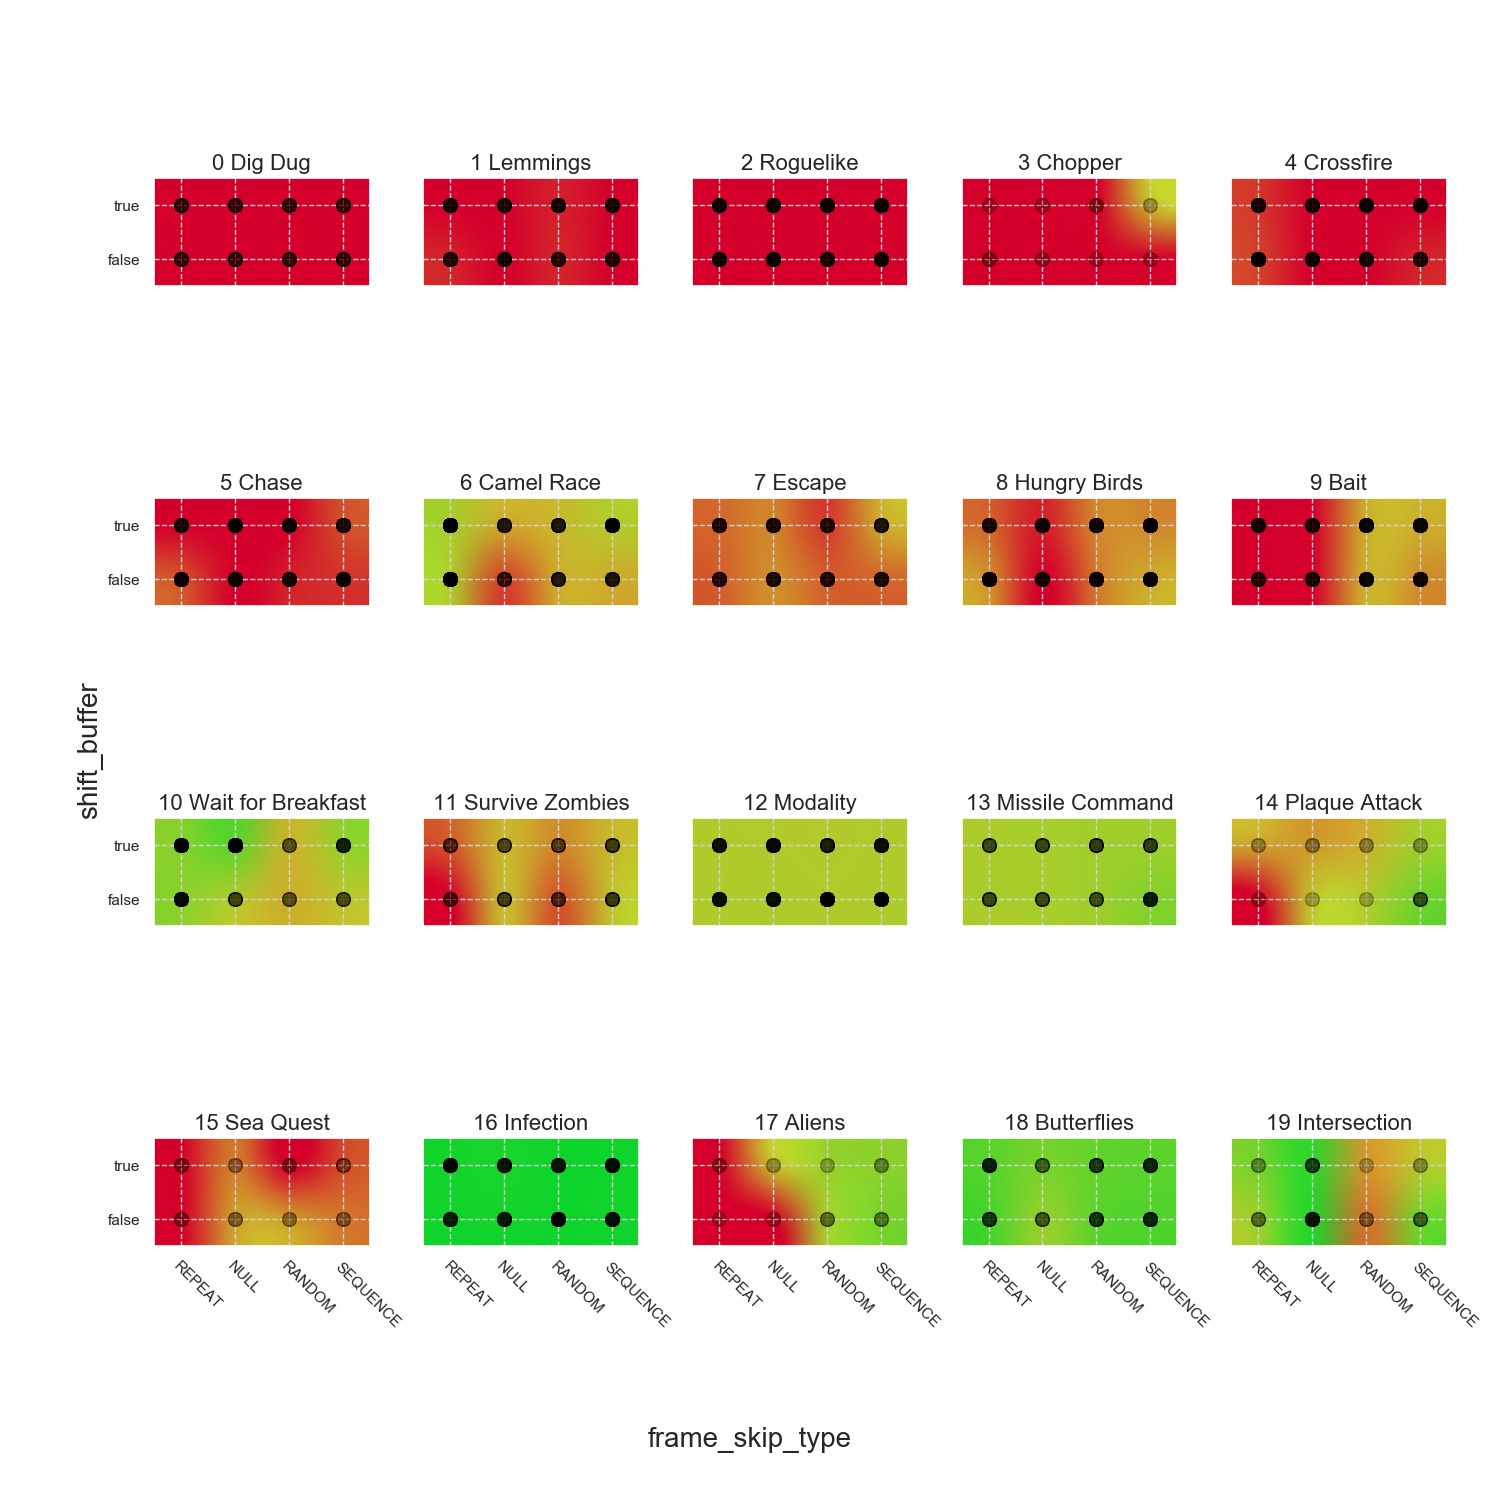 0 Dig Dug
1 Lemmings
2 Roguelike
3 Chopper
4 Crossfire
true
false
5 Chase
6 Camel Race
7 Escape
8 Hungry Birds
9 Bait
true
false
shift_buffer
10 Wait for Breakfast
11 Survive Zombies
12 Modality
13 Missile Command
14 Plaque Attack
true
false
15 Sea Quest
16 Infection
17 Aliens
18 Butterflies
19 Intersection
true
false
REPEAT
NULL
RANDOM
SEQUENCE
REPEAT
NULL
RANDOM
SEQUENCE
REPEAT
NULL
RANDOM
SEQUENCE
REPEAT
NULL
RANDOM
SEQUENCE
REPEAT
NULL
RANDOM
SEQUENCE
frame_skip_type